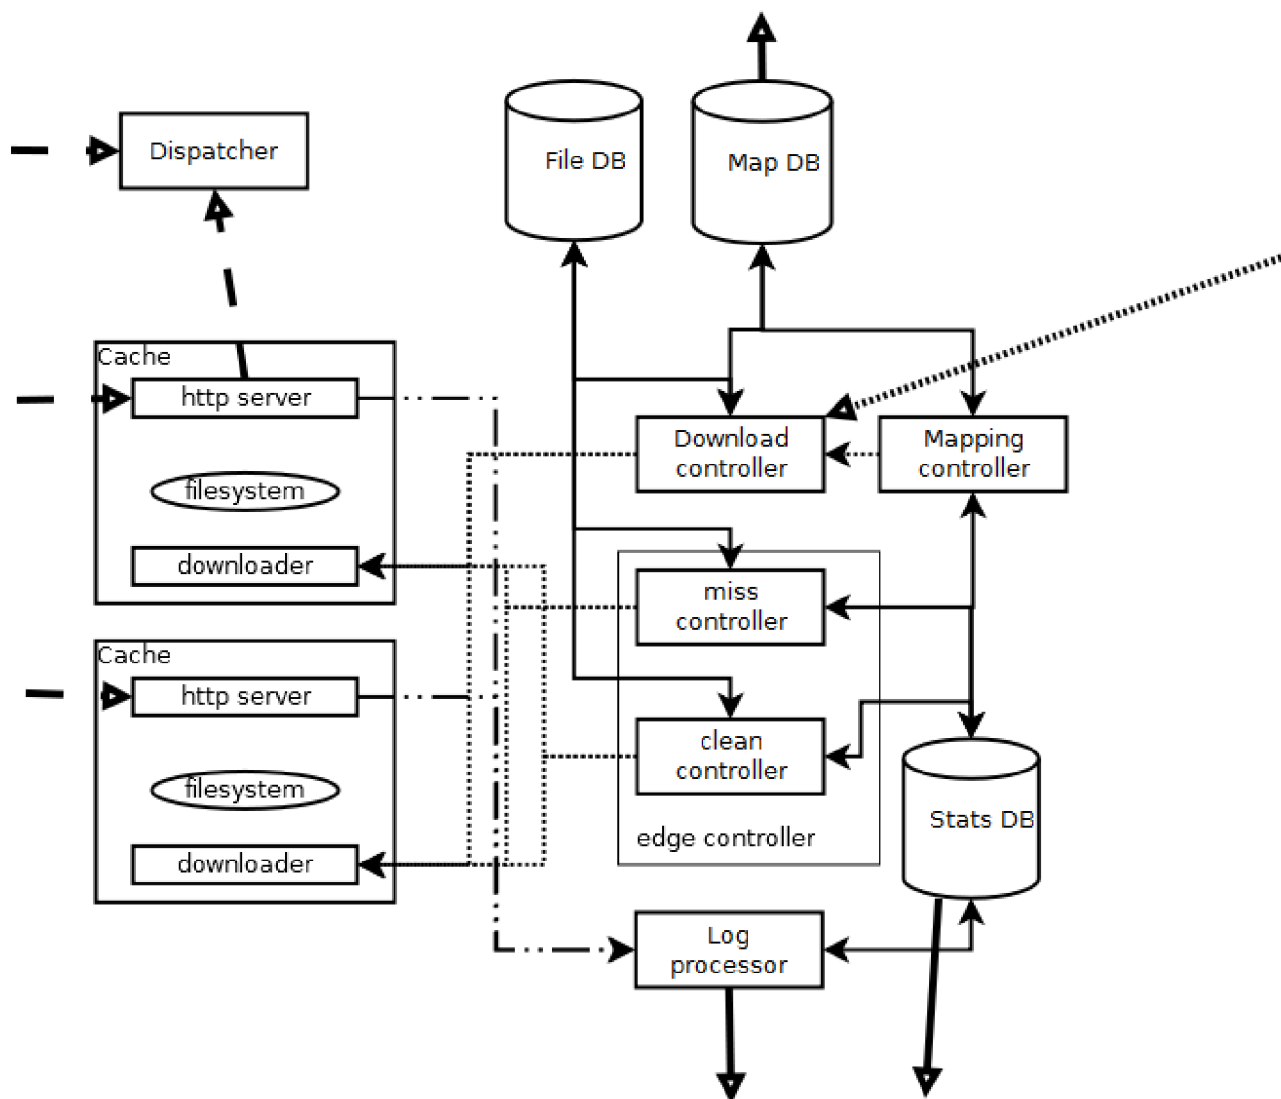 File DB
Map DB
Dispatcher
Cache
http server
filesystem
downloader
Download
controller
Mapping
controller
miss
controller
Cache
http server
filesystem
downloader
clean
controller
edge controller
Stats DB
Log
processor